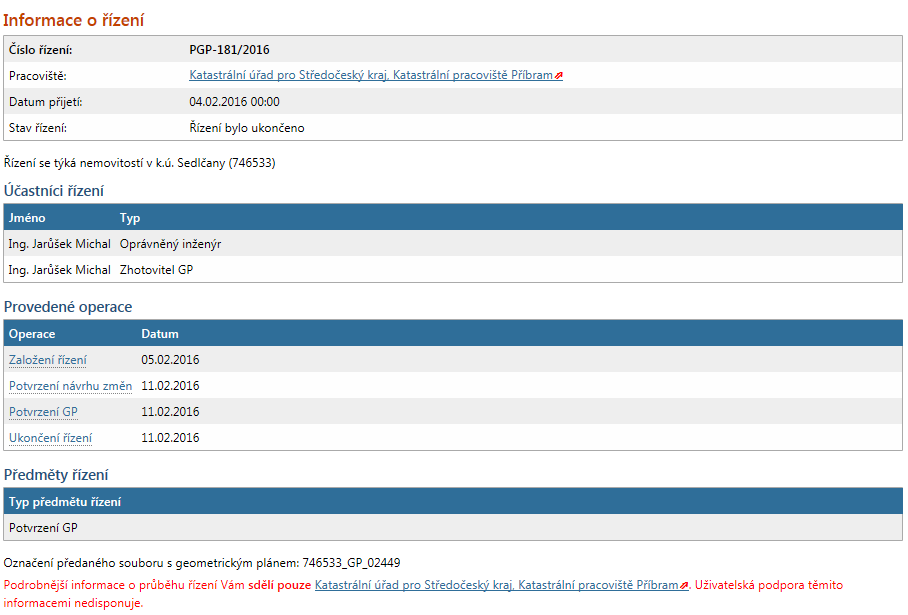 Informace o řízení
Číslo řízení: PGP-181/2016
Pracoviště: Katastrální úřad pro Středočeský kraj, Katastrální pracoviště Příbram
Datum přijetí: 04.02.2016 00:00
Stav řízení: Řízení bylo ukončeno
Řízení se týká nemovitostí v k.ú. Sedlčany (746533)
Účastníci řízení
Jméno Typ
Ing. Jarůšek Michal Oprávněný inženýr
Ing. Jarůšek Michal Zhotovitel GP
Provedené operace
Operace Datum
Založení řízení 05.02.2016
Potvrzení návrhu změn 11.02.2016
Potvrzení GP 11.02.2016
Ukončení řízení 11.02.2016
Předměty řízení
Typ předmětu řízení
Potvrzení GP
Označení předaného souboru s geometrickým plánem: 746533_GP_02449
Podrobnější informace o průběhu řízení Vám sdělí pouze Katastrální úřad pro Středočeský kraj, Katastrální pracoviště Příbram. Uživatelská podpora těmito
informacemi nedisponuje.